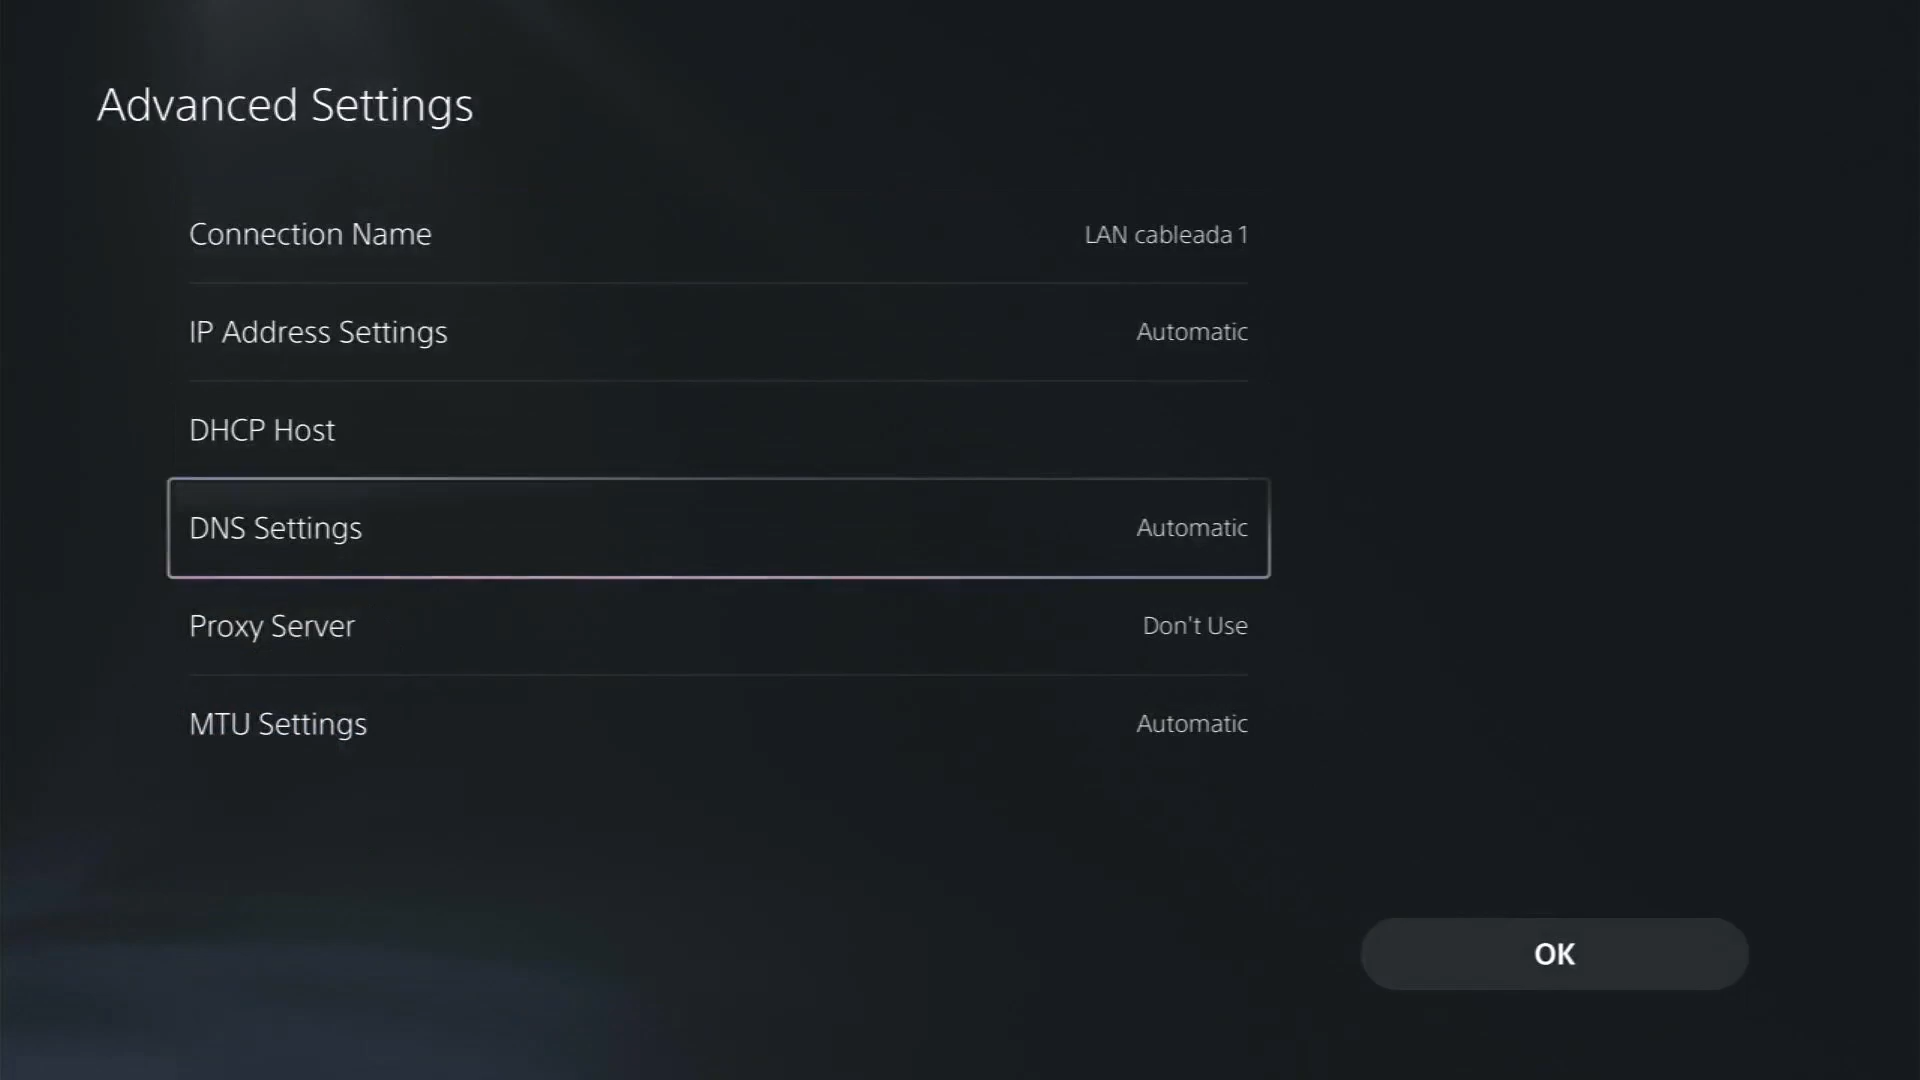 Advanced Settings
Connection Name LAN cableada 1
IP Address Settings Automatic
DHCP Host
DNS Settings Automatic
Proxy Server Don't Use
MTU Settings Automatic
OK